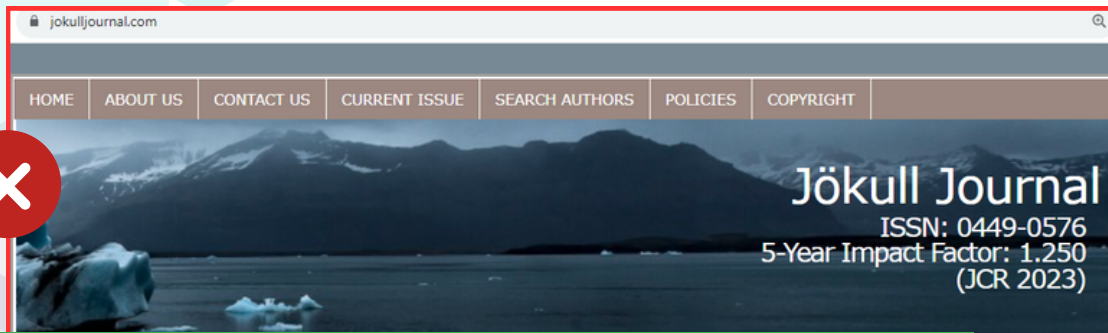 jokulljournal.com
HOME ABOUT US CONTACT US CURRENT ISSUE SEARCH AUTHORS POLICIES COPYRIGHT
Jökull Journal
ISSN: 0449-0576
5-Year Impact Factor: 1.250
(JCR 2023)